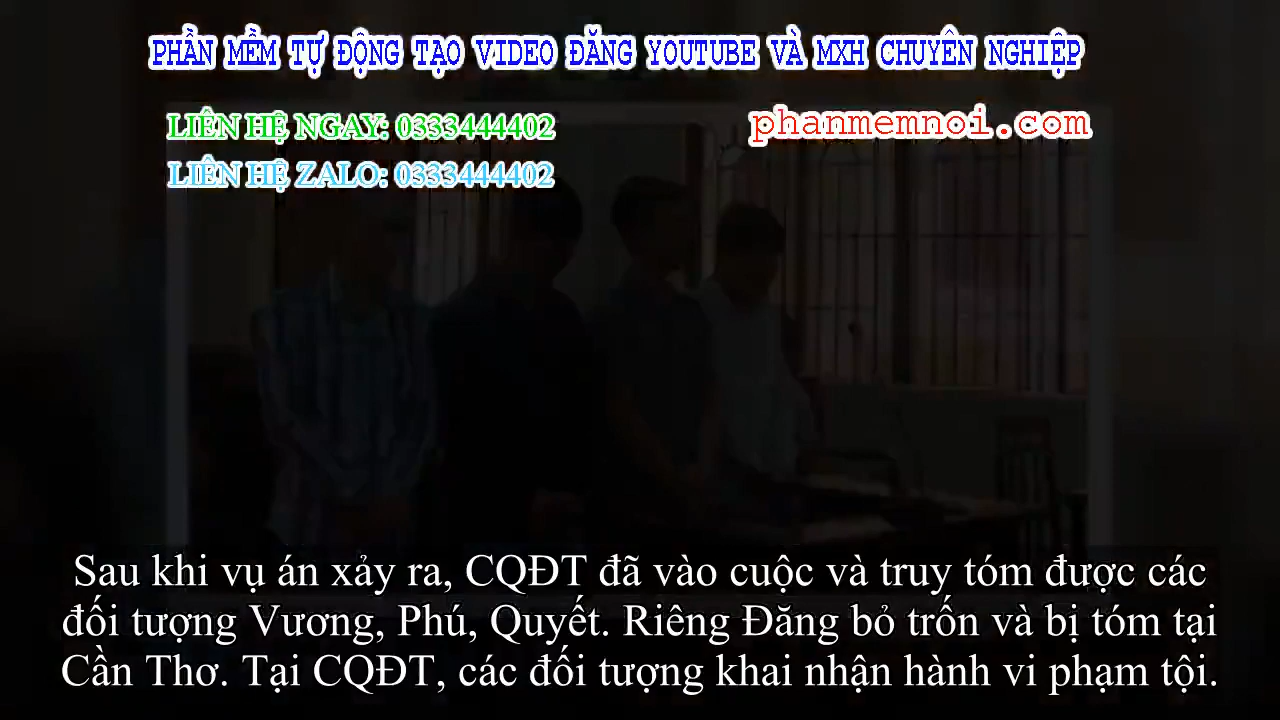 PHẦN MỀM TỰ ĐỘNG TẠO VIDEO ĐĂNG YOUTUBE VÀ MXH CHUYÊN NGHIỆP
LIÊN HỆ NGAY: 0333444402
phanmemnoi.com
LIÊN HỆ ZALO: 0333444402
Sau khi vụ án xảy ra, CQĐT đã vào cuộc và truy tóm được các
đối tượng Vương, Phú, Quyết. Riêng Đăng bỏ trốn và bị tóm tại
Cần Thơ. Tại CQĐT, các đối tượng khai nhận hành vi phạm tội.